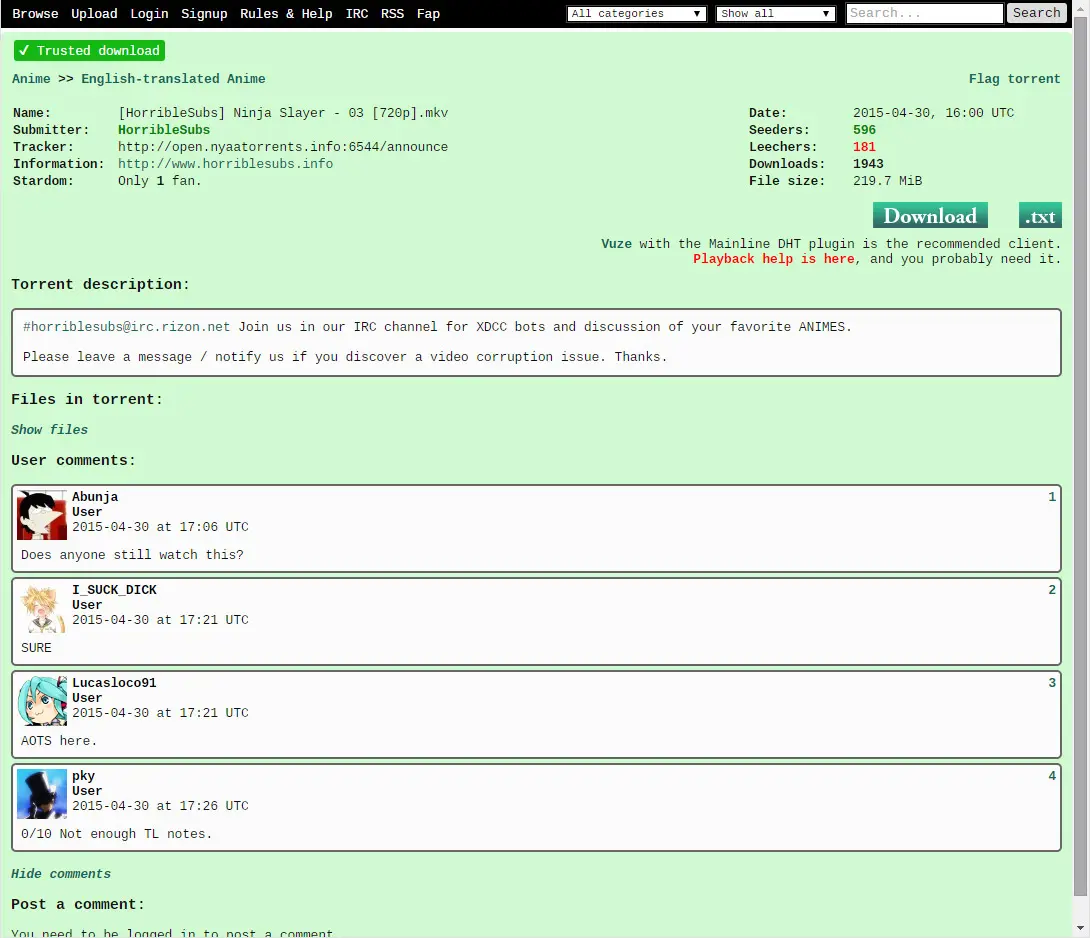 Browse Upload Login Signup Rules & Help IRC RSS Fap All categories ▼ Show all ▼ Search... Search
✓ Trusted download
Anime >> English-translated Anime Flag torrent
Name: [HorribleSubs] Ninja Slayer - 03 [720p].mkv Date: 2015-04-30, 16:00 UTC
Submitter: HorribleSubs Seeders: 596
Tracker: http://open.nyaatorrents.info:6544/announce Leechers: 181
Information: http://www.horriblesubs.info Downloads: 1943
Stardom: Only 1 fan. File size: 219.7 MiB
Download .txt
Vuze with the Mainline DHT plugin is the recommended client.
Playback help is here, and you probably need it.
Torrent description:
#horriblesubs@irc.rizon.net Join us in our IRC channel for XDCC bots and discussion of your favorite ANIMES.
Please leave a message / notify us if you discover a video corruption issue. Thanks.
Files in torrent:
Show files
User comments:
Abunja 1
User
2015-04-30 at 17:06 UTC
Does anyone still watch this?
I_SUCK_DICK 2
User
2015-04-30 at 17:21 UTC
SURE
Lucasloco91 3
User
2015-04-30 at 17:21 UTC
AOTS here.
pky 4
User
2015-04-30 at 17:26 UTC
0/10 Not enough TL notes.
Hide comments
Post a comment:
You need to be logged in to post a comment.